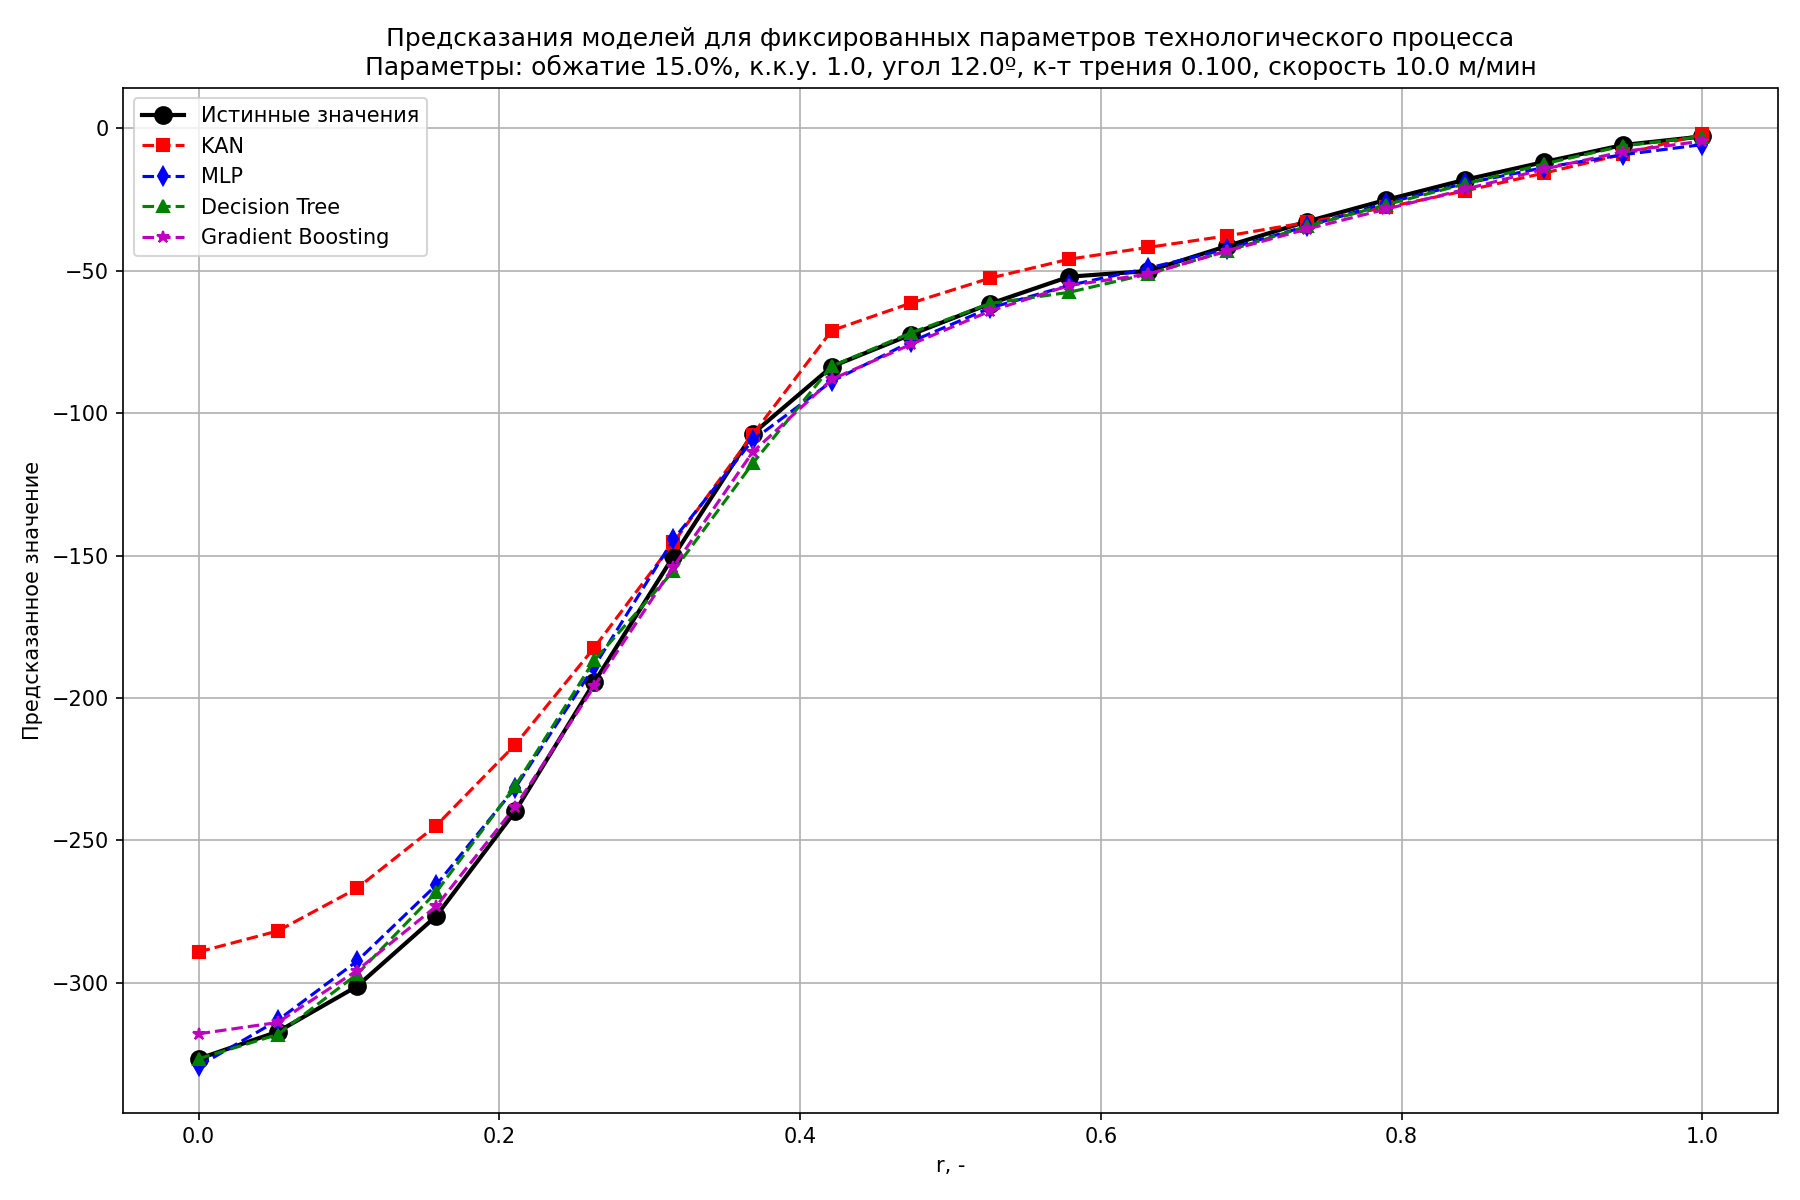 Предсказания моделей для фиксированных параметров технологического процесса
Параметры: обжатие 15.0%, к.к.у. 1.0, угол 12.0º, к-т трения 0.100, скорость 10.0 м/мин
Истинные значения
KAN
MLP
Decision Tree
Gradient Boosting
Предсказанное значение
0
−50
−100
−150
−200
−250
−300
0.0
0.2
0.4
0.6
0.8
1.0
r, -